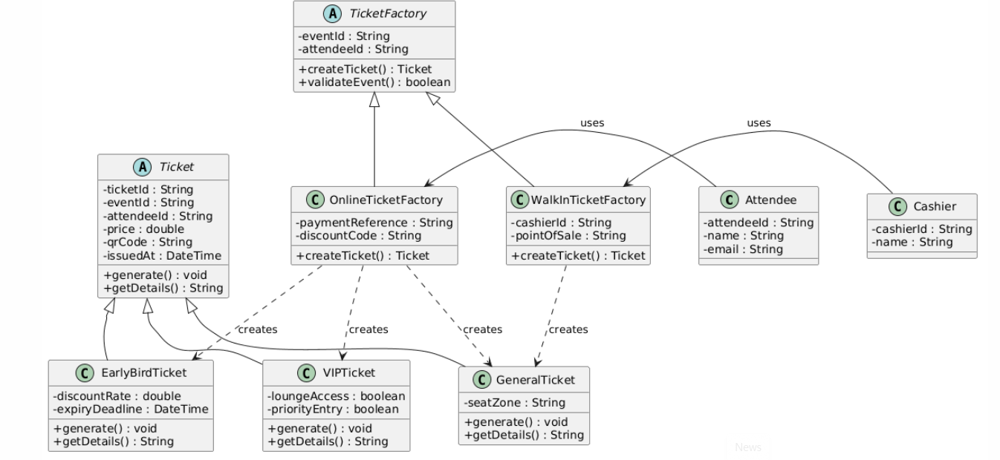 A TicketFactory
-eventId : String
-attendeeId : String
+createTicket() : Ticket
+validateEvent() : boolean
uses
uses
A Ticket
-ticketId : String
-eventId : String
-attendeeId : String
-price : double
-qrCode : String
-issuedAt : DateTime
+generate() : void
+getDetails() : String
C OnlineTicketFactory
-paymentReference : String
-discountCode : String
+createTicket() : Ticket
C WalkInTicketFactory
-cashierId : String
-pointOfSale : String
+createTicket() : Ticket
C Attendee
-attendeeId : String
-name : String
-email : String
C Cashier
-cashierId : String
-name : String
creates
creates
creates
creates
C EarlyBirdTicket
-discountRate : double
-expiryDeadline : DateTime
+generate() : void
+getDetails() : String
C VIPTicket
-loungeAccess : boolean
-priorityEntry : boolean
+generate() : void
+getDetails() : String
C GeneralTicket
-seatZone : String
+generate() : void
+getDetails() : String
News